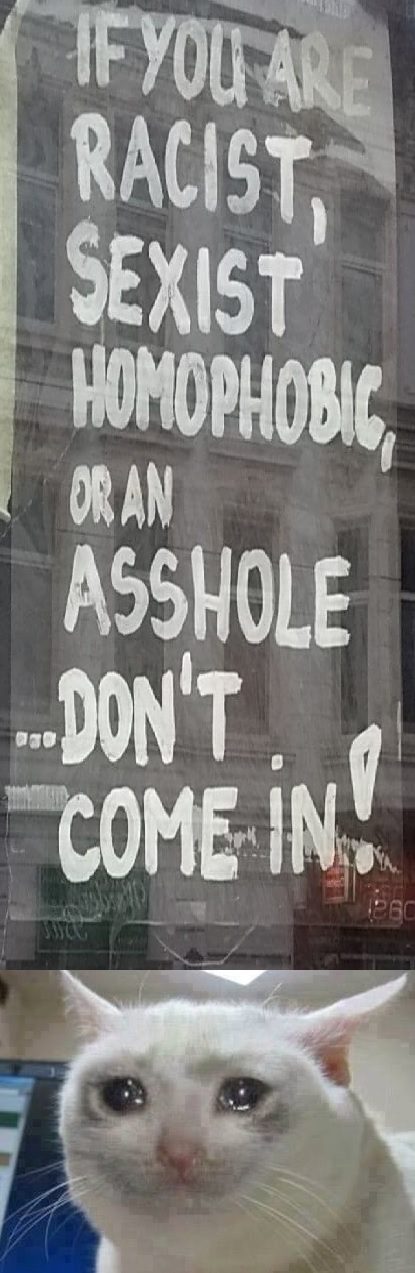 IF YOU ARE
RACIST,
SEXIST
HOMOPHOBIC,
OR AN
ASSHOLE
...DON'T
COME IN!